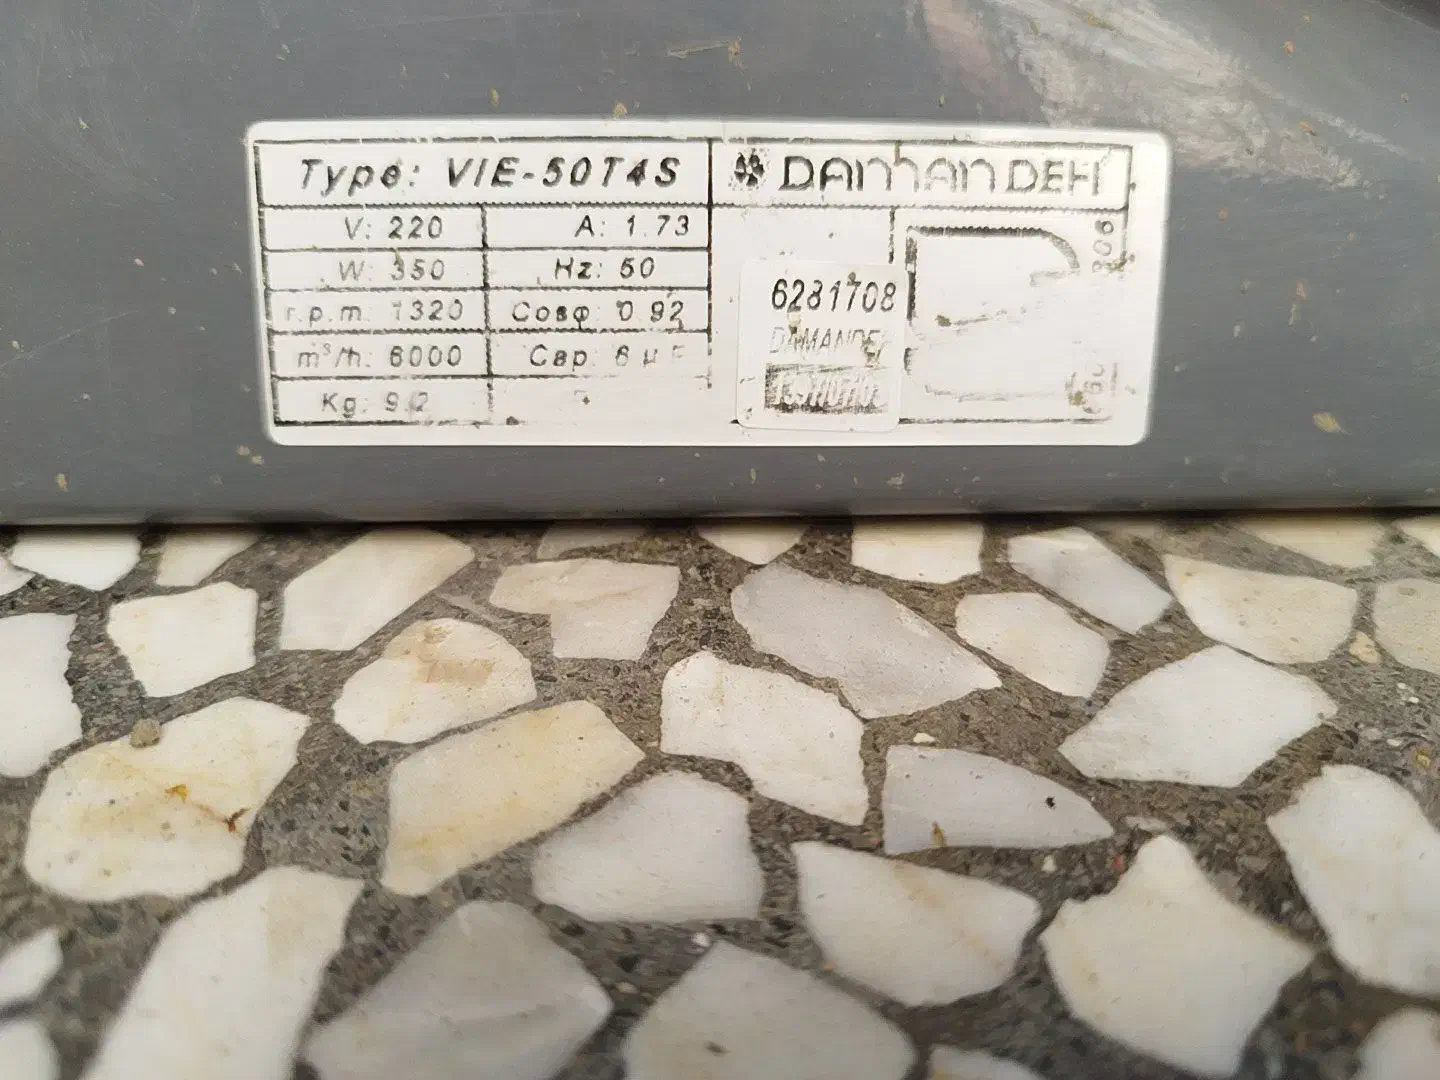 Type: VIE-50T4S DAMANDEH
V: 220 A: 1.73
W: 350 Hz: 50
r.p.m: 1320 Cosφ: 0.92
m³/h: 6000 Cap: 6 µF
Kg: 9.2
6281708
DAMANDEH